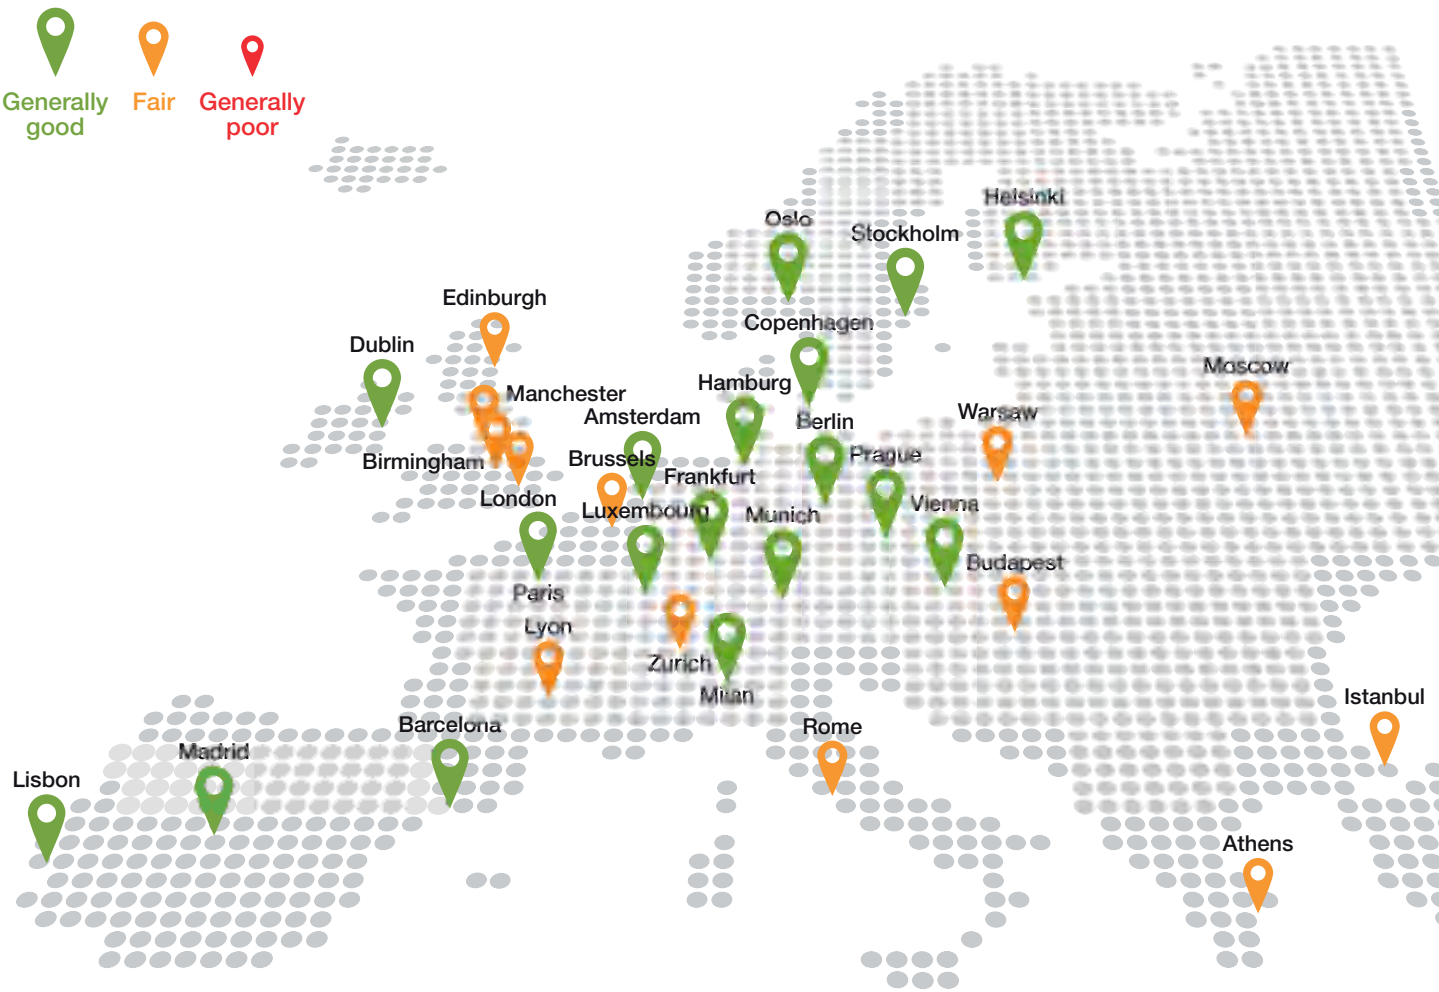 Generally
good
Fair
Generally
poor
Helsinki
Oslo
Stockholm
Edinburgh
Copenhagen
Dublin
Moscow
Hamburg
Manchester
Amsterdam
Warsaw
Berlin
Prague
Birmingham
Brussels
Frankfurt
London
Luxembourg
Munich
Vienna
Budapest
Paris
Lyon
Zurich
Milan
Istanbul
Barcelona
Rome
Madrid
Lisbon
Athens